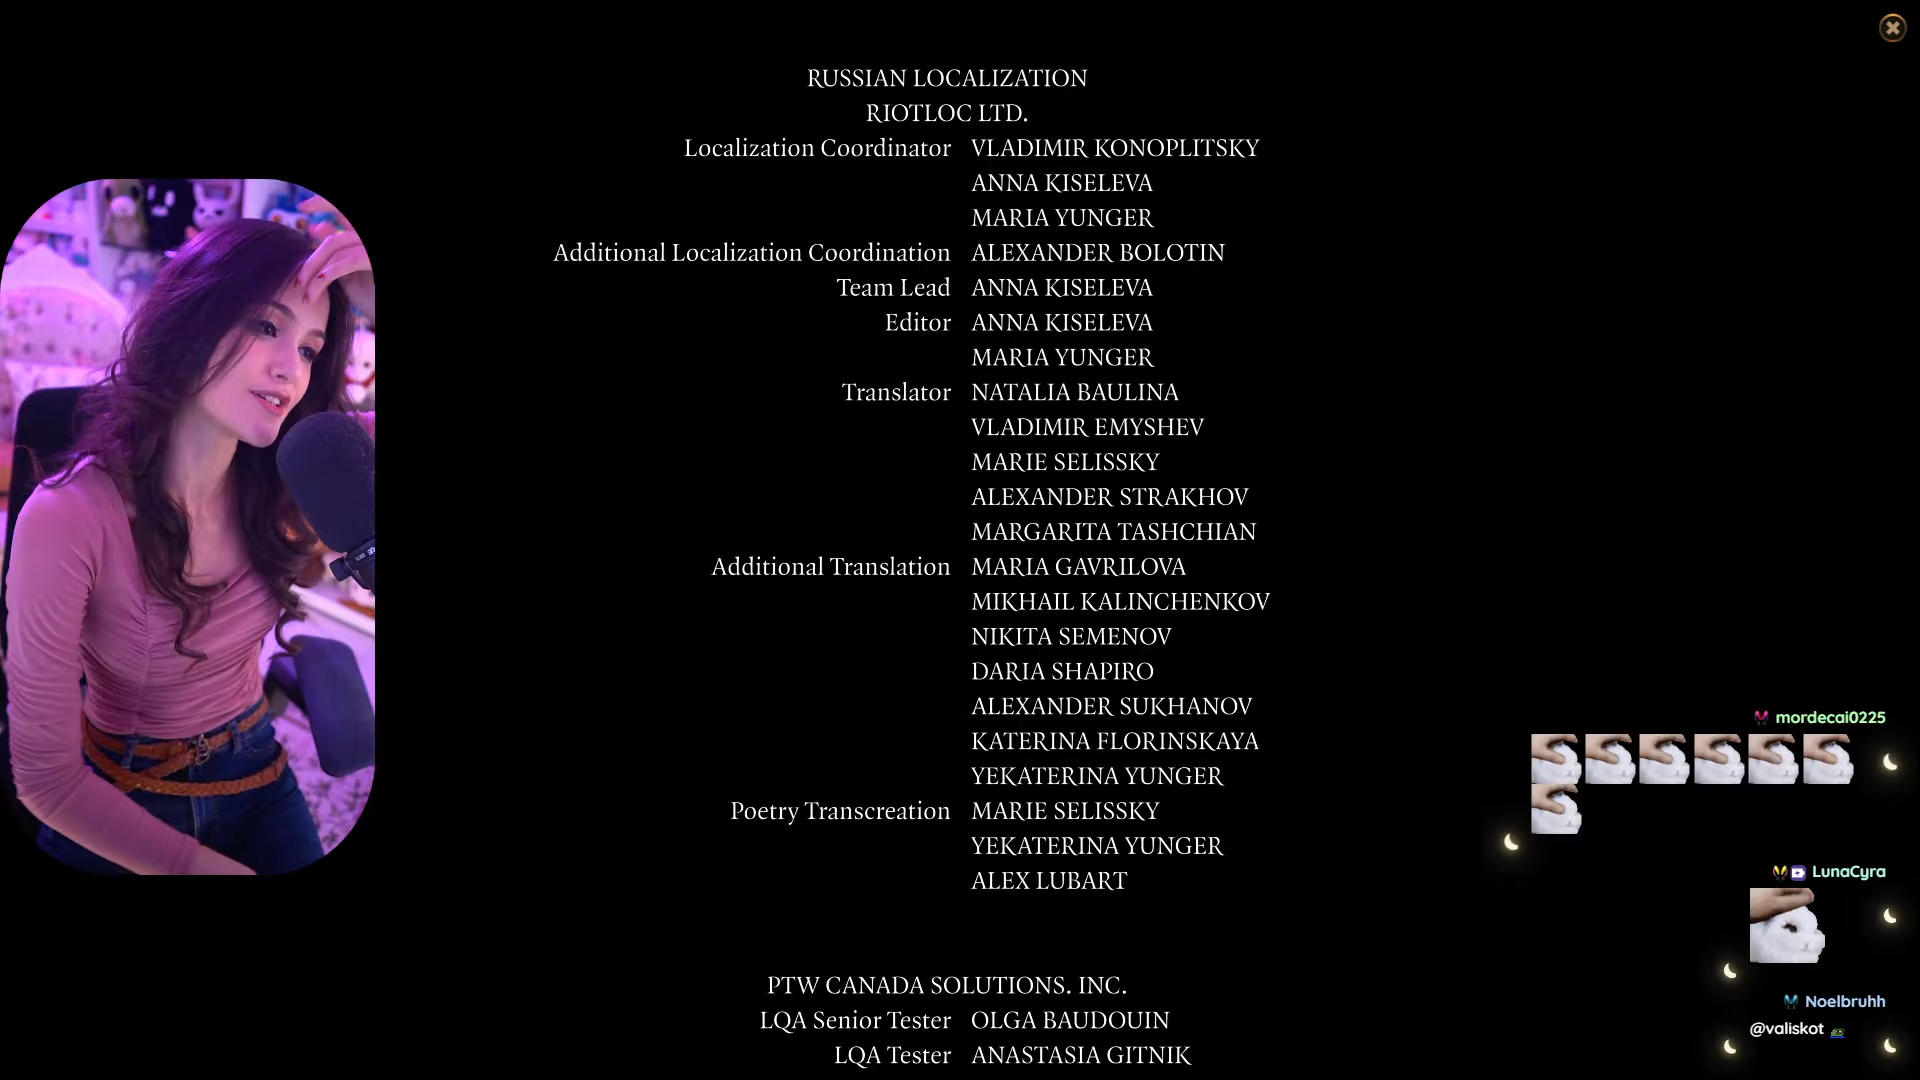 RUSSIAN LOCALIZATION
RIOTLOC LTD.
Localization Coordinator VLADIMIR KONOPLITSKY
ANNA KISELEVA
MARIA YUNGER
Additional Localization Coordination ALEXANDER BOLOTIN
Team Lead ANNA KISELEVA
Editor ANNA KISELEVA
MARIA YUNGER
Translator NATALIA BAULINA
VLADIMIR EMYSHEV
MARIE SELISSKY
ALEXANDER STRAKHOV
MARGARITA TASHCHIAN
Additional Translation MARIA GAVRILOVA
MIKHAIL KALINCHENKOV
NIKITA SEMENOV
DARIA SHAPIRO
ALEXANDER SUKHANOV
KATERINA FLORINSKAYA
YEKATERINA YUNGER
Poetry Transcreation MARIE SELISSKY
YEKATERINA YUNGER
ALEX LUBART
PTW CANADA SOLUTIONS. INC.
LQA Senior Tester OLGA BAUDOUIN
LQA Tester ANASTASIA GITNIK
mordecai0225
LunaCyra
Noelbruhh
@valiskot